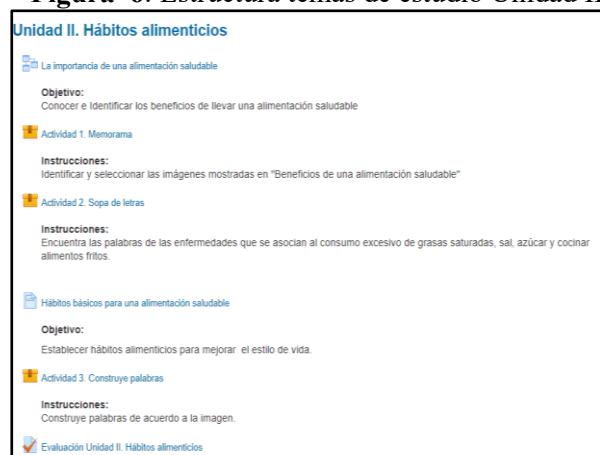 Figura 6. Estructura temas de estudio Unidad II
Unidad II. Hábitos alimenticios
La importancia de una alimentación saludable
Objetivo:
Conocer e Identificar los beneficios de llevar una alimentación saludable
Actividad 1. Memorama
Instrucciones:
Identificar y seleccionar las imágenes mostradas en "Beneficios de una alimentación saludable"
Actividad 2. Sopa de letras
Instrucciones:
Encuentra las palabras de las enfermedades que se asocian al consumo excesivo de grasas saturadas, sal, azúcar y cocinar
alimentos fritos.
Hábitos básicos para una alimentación saludable
Objetivo:
Establecer hábitos alimenticios para mejorar el estilo de vida.
Actividad 3. Construye palabras
Instrucciones:
Construye palabras de acuerdo a la imagen.
Evaluación Unidad II. Hábitos alimenticios